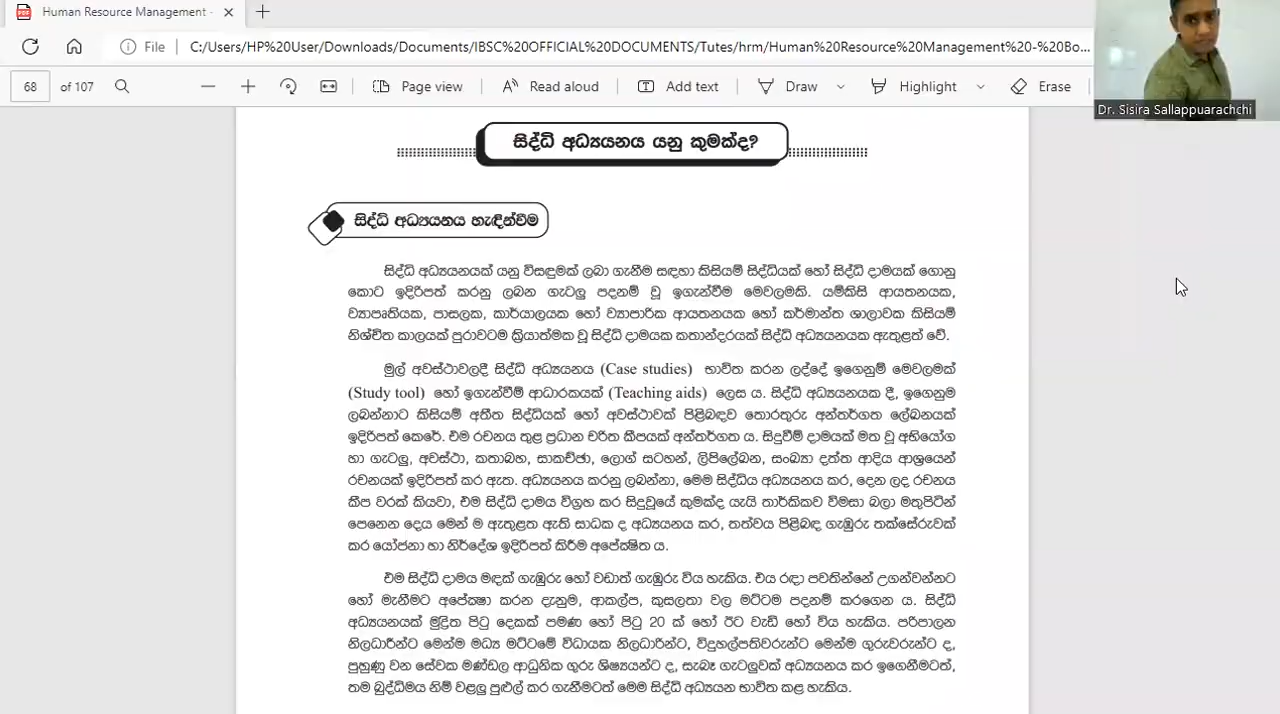 Human Resource Management -
File
C:/Users/HP%20User/Downloads/Documents/IBSC%20OFFICIAL%20DOCUMENTS/Tutes/hrm/Human%20Resource%20Management%20-%20Bo...
68 of 107
Page view
Read aloud
Add text
Draw
Highlight
Erase
Dr. Sisira Sallappuarachchi
සිද්ධි අධ්‍යයනය යනු කුමක්ද?
සිද්ධි අධ්‍යයනය හැඳින්වීම
සිද්ධි අධ්‍යයනයක් යනු විසඳුමක් ලබා ගැනීම සඳහා කිසියම් සිද්ධියක් හෝ සිද්ධි දාමයක් ගොනු
කොට ඉදිරිපත් කරනු ලබන ගැටලු පදනම් වූ ඉගැන්වීම මෙවලමකි. යම්කිසි ආයතනයක,
ව්‍යාපෘතියක, පාසලක, කාර්යාලයක හෝ ව්‍යාපාරික ආයතනයක හෝ කර්මාන්ත ශාලාවක කිසියම්
නිශ්චිත කාලයක් පුරාවටම ක්‍රියාත්මක වූ සිද්ධි දාමයක කතාන්දරයක් සිද්ධි අධ්‍යයනයක ඇතුළත් වේ.
මුල් අවස්ථාවලදී සිද්ධි අධ්‍යයනය (Case studies) භාවිත කරන ලද්දේ ඉගෙනුම් මෙවලමක්
(Study tool) හෝ ඉගැන්වීම් ආධාරකයක් (Teaching aids) ලෙස ය. සිද්ධි අධ්‍යයනයක දී, ඉගෙනුම
ලබන්නාට කිසියම් අතීත සිද්ධියක් හෝ අවස්ථාවක් පිළිබඳව තොරතුරු අන්තර්ගත ලේඛනයක්
ඉදිරිපත් කෙරේ. එම රචනය තුළ ප්‍රධාන චරිත කීපයක් අන්තර්ගත ය. සිදුවීම් දාමයක් මත වූ අභියෝග
හා ගැටලු, අවස්ථා, කතාබහ, සාකච්ඡා, ලොග් සටහන්, ලිපිලේඛන, සංඛ්‍යා දත්ත ආදිය ආශ්‍රයෙන්
රචනයක් ඉදිරිපත් කර ඇත. අධ්‍යයනය කරනු ලබන්නා, මෙම සිද්ධිය අධ්‍යයනය කර, දෙන ලද රචනය
කීප වරක් කියවා, එම සිද්ධි දාමය විග්‍රහ කර සිදුවූයේ කුමක්ද යැයි තාර්කිකව විමසා බලා මතුපිටින්
පෙනෙන දෙය මෙන් ම ඇතුළත ඇති සාධක ද අධ්‍යයනය කර, තත්වය පිළිබඳ ගැඹුරු තක්සේරුවක්
කර යෝජනා හා නිර්දේශ ඉදිරිපත් කිරීම අපේක්ෂිත ය.
එම සිද්ධි දාමය මඳක් ගැඹුරු හෝ වඩාත් ගැඹුරු විය හැකිය. එය රඳා පවතින්නේ උගන්වන්නට
හෝ මැනීමට අපේක්ෂා කරන දැනුම, ආකල්ප, කුසලතා වල මට්ටම පදනම් කරගෙන ය. සිද්ධි
අධ්‍යයනයක් මුද්‍රිත පිටු දෙකක් පමණ හෝ පිටු 20 ක් හෝ ඊට වැඩි හෝ විය හැකිය. පරිපාලන
නිලධාරීන්ට මෙන්ම මධ්‍ය මට්ටමේ විධායක නිලධාරීන්ට, විදුහල්පතිවරුන්ට මෙන්ම ගුරුවරුන්ට ද,
පුහුණු වන සේවක මණ්ඩල ආධුනික ගුරු ශිෂ්‍යයන්ට ද, සැබෑ ගැටලුවක් අධ්‍යයනය කර ඉගෙනීමටත්,
තම බුද්ධිමය නිම් වළලු පුළුල් කර ගැනීමටත් මෙම සිද්ධි අධ්‍යයන භාවිත කළ හැකිය.